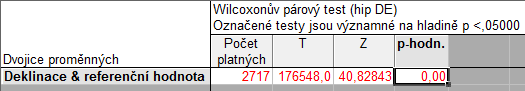 Wilcoxonův párový test (hip DE)
Označené testy jsou významné na hladině p <,05000
Dvojice proměnných
Počet platných
T
Z
p-hodn.
Deklinace & referenční hodnota
2717
176548,0
40,82843
0,00